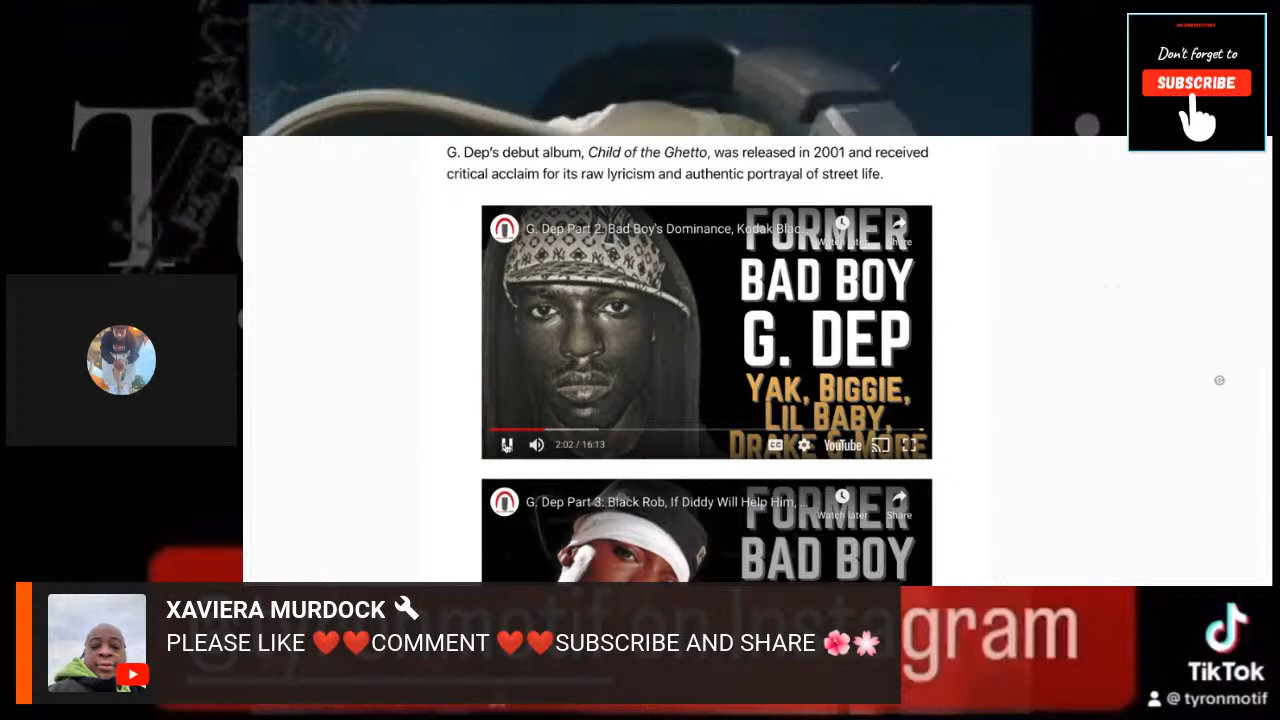 Don't forget to
SUBSCRIBE
G. Dep's debut album, Child of the Ghetto, was released in 2001 and received
critical acclaim for its raw lyricism and authentic portrayal of street life.
G. Dep Part 2: Bad Boy's Dominance, Kodak Blac...
Watch later
Share
FORMER
BAD BOY
G. DEP
YAK, BIGGIE,
LIL BABY,
DRAKE & MORE
2:02 / 16:13
CC
YouTube
G. Dep Part 3: Black Rob, If Diddy Will Help Him, ...
Watch later
Share
FORMER
BAD BOY
XAVIERA MURDOCK 🔧
PLEASE LIKE ❤️❤️COMMENT ❤️❤️SUBSCRIBE AND SHARE 🌺🌸
gram
TikTok
@ tyronmotif